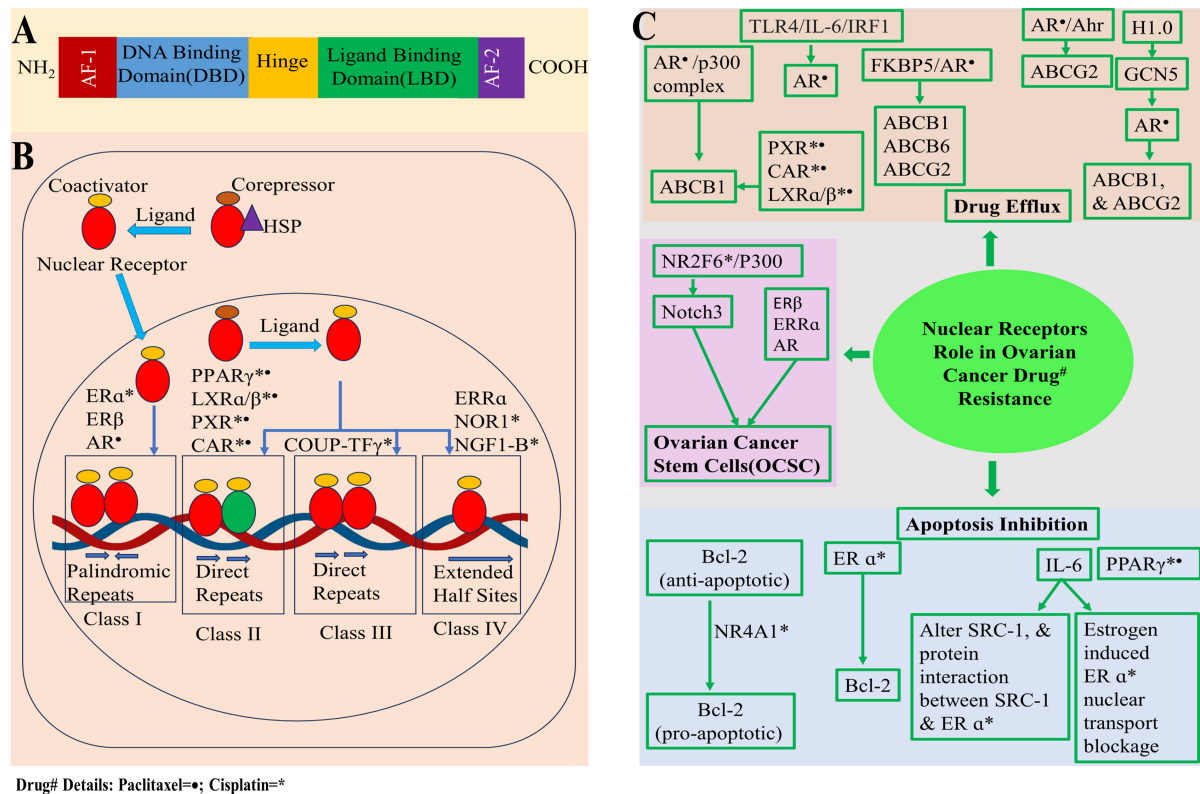 A
NH2
AF-1
DNA Binding
Domain(DBD)
Hinge
Ligand Binding
Domain(LBD)
AF-2
COOH
B
Coactivator
Corepressor
Ligand
HSP
Nuclear Receptor
Ligand
ERɑ*
ERβ
AR•
PPARγ*•
LXRɑ/β*•
PXR*•
CAR*•
COUP-TFγ*
ERRɑ
NOR1*
NGF1-B*
Palindromic
Repeats
Class I
Direct
Repeats
Class II
Direct
Repeats
Class III
Extended
Half Sites
Class IV
Drug# Details: Paclitaxel=•; Cisplatin=*
C
TLR4/IL-6/IRF1
AR•
AR•/p300
complex
ABCB1
PXR*•
CAR*•
LXRɑ/β*•
FKBP5/AR•
ABCB1
ABCB6
ABCG2
AR•/Ahr
ABCG2
H1.0
GCN5
AR•
ABCB1,
& ABCG2
Drug Efflux
NR2F6*/P300
Notch3
ERβ
ERRɑ
AR
Ovarian Cancer
Stem Cells(OCSC)
Nuclear Receptors
Role in Ovarian
Cancer Drug#
Resistance
Apoptosis Inhibition
Bcl-2
(anti-apoptotic)
NR4A1*
Bcl-2
(pro-apoptotic)
ER ɑ*
Bcl-2
IL-6
PPARγ*•
Alter SRC-1, &
protein
interaction
between SRC-1
& ER ɑ*
Estrogen
induced
ER ɑ*
nuclear
transport
blockage